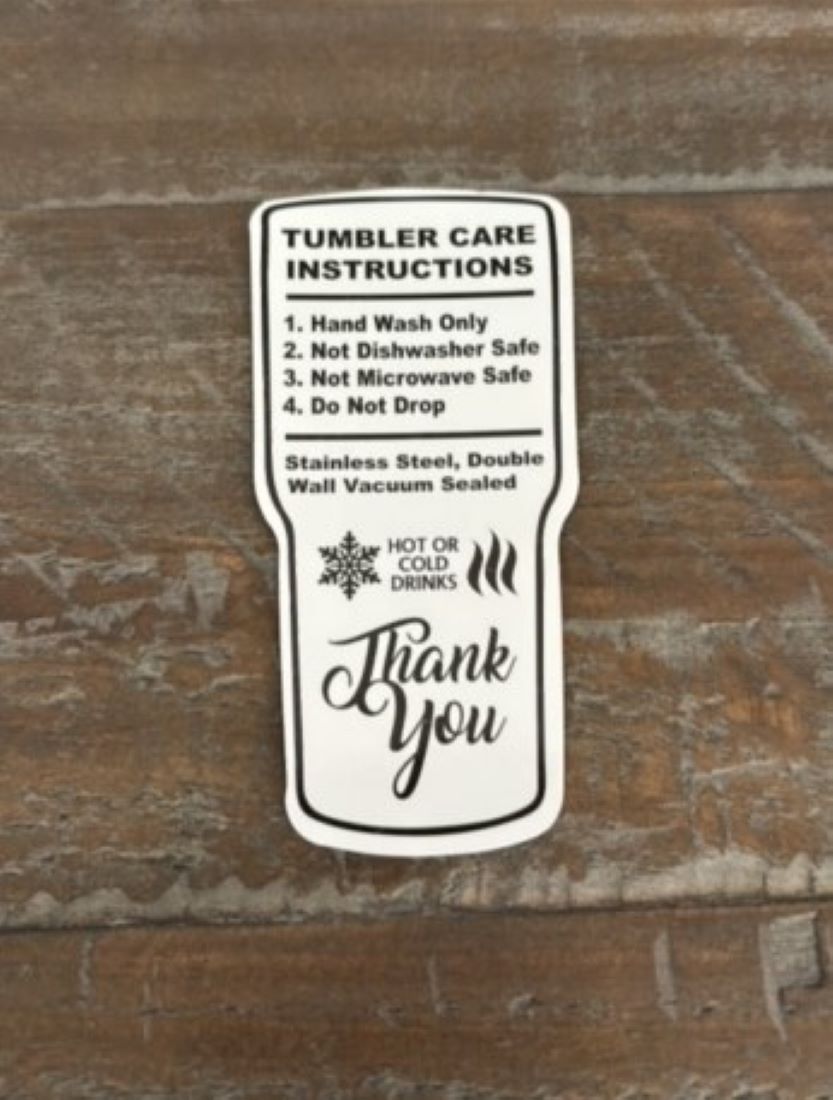 TUMBLER CARE
INSTRUCTIONS
1. Hand Wash Only
2. Not Dishwasher Safe
3. Not Microwave Safe
4. Do Not Drop
Stainless Steel, Double
Wall Vacuum Sealed
HOT OR
COLD
DRINKS
Thank
You